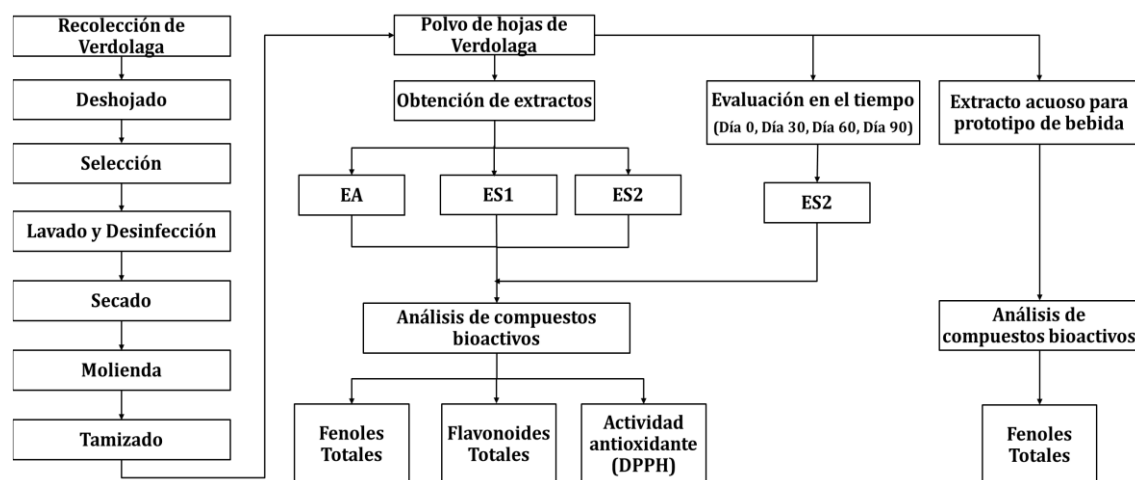 Recolección de
Verdolaga
Deshojado
Selección
Lavado y Desinfección
Secado
Molienda
Tamizado
Polvo de hojas de
Verdolaga
Obtención de extractos
EA
ES1
ES2
Evaluación en el tiempo
(Día 0, Día 30, Día 60, Día 90)
ES2
Análisis de compuestos
bioactivos
Fenoles
Totales
Flavonoides
Totales
Actividad
antioxidante
(DPPH)
Extracto acuoso para
prototipo de bebida
Análisis de
compuestos bioactivos
Fenoles
Totales